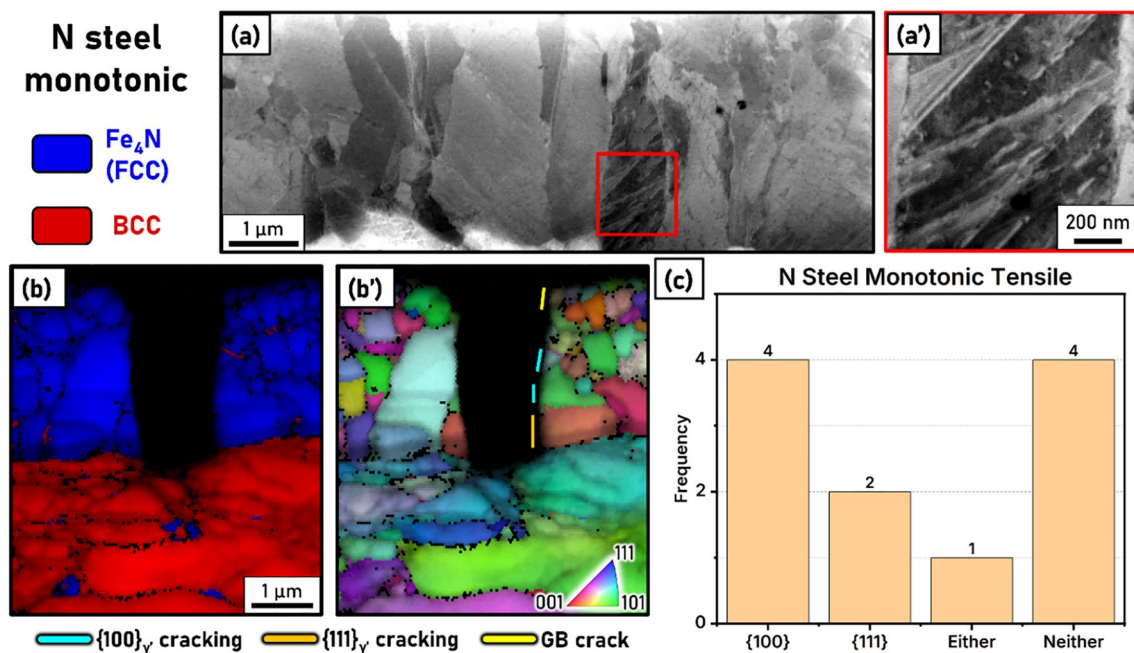 N steel
monotonic
Fe₄N
(FCC)
BCC
(a)
1 μm
(a')
200 nm
(b)
1 μm
(b')
111
001
101
(c)
N Steel Monotonic Tensile
Frequency
4
2
0
4
2
1
4
{100}
{111}
Either
Neither
{100}γ' cracking
{111}γ' cracking
GB crack